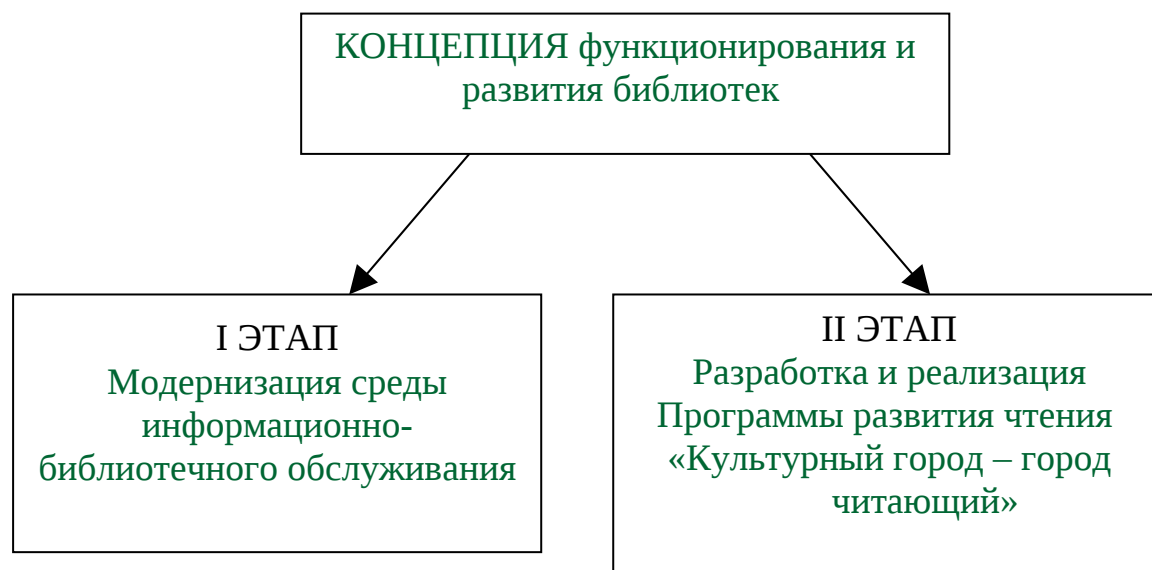 КОНЦЕПЦИЯ функционирования и
развития библиотек
I ЭТАП
Модернизация среды
информационно-
библиотечного обслуживания
II ЭТАП
Разработка и реализация
Программы развития чтения
«Культурный город – город
читающий»